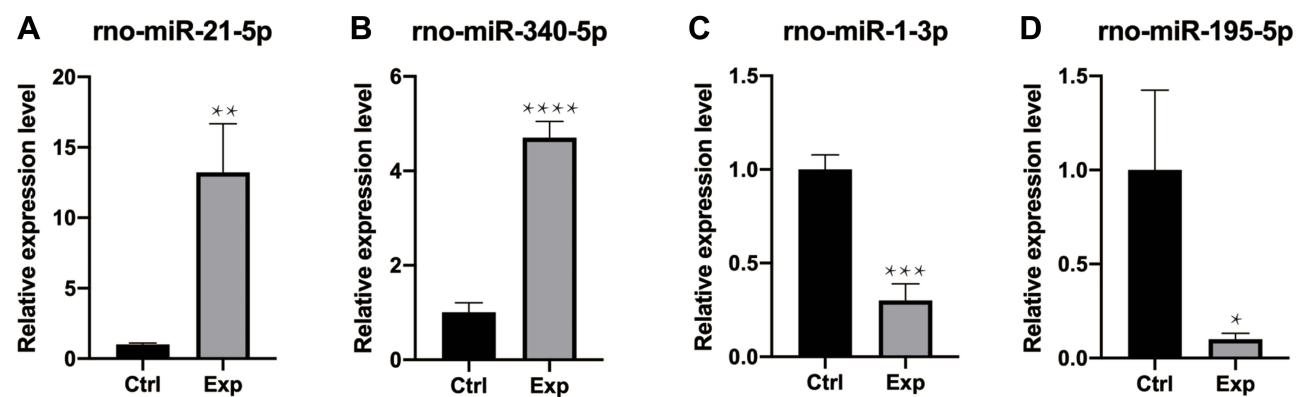 A rno-miR-21-5p
Relative expression level
20
15
10
5
0
**
Ctrl Exp
B rno-miR-340-5p
Relative expression level
6
4
2
0
****
Ctrl Exp
C rno-miR-1-3p
Relative expression level
1.5
1.0
0.5
0.0
***
Ctrl Exp
D rno-miR-195-5p
Relative expression level
1.5
1.0
0.5
0.0
*
Ctrl Exp